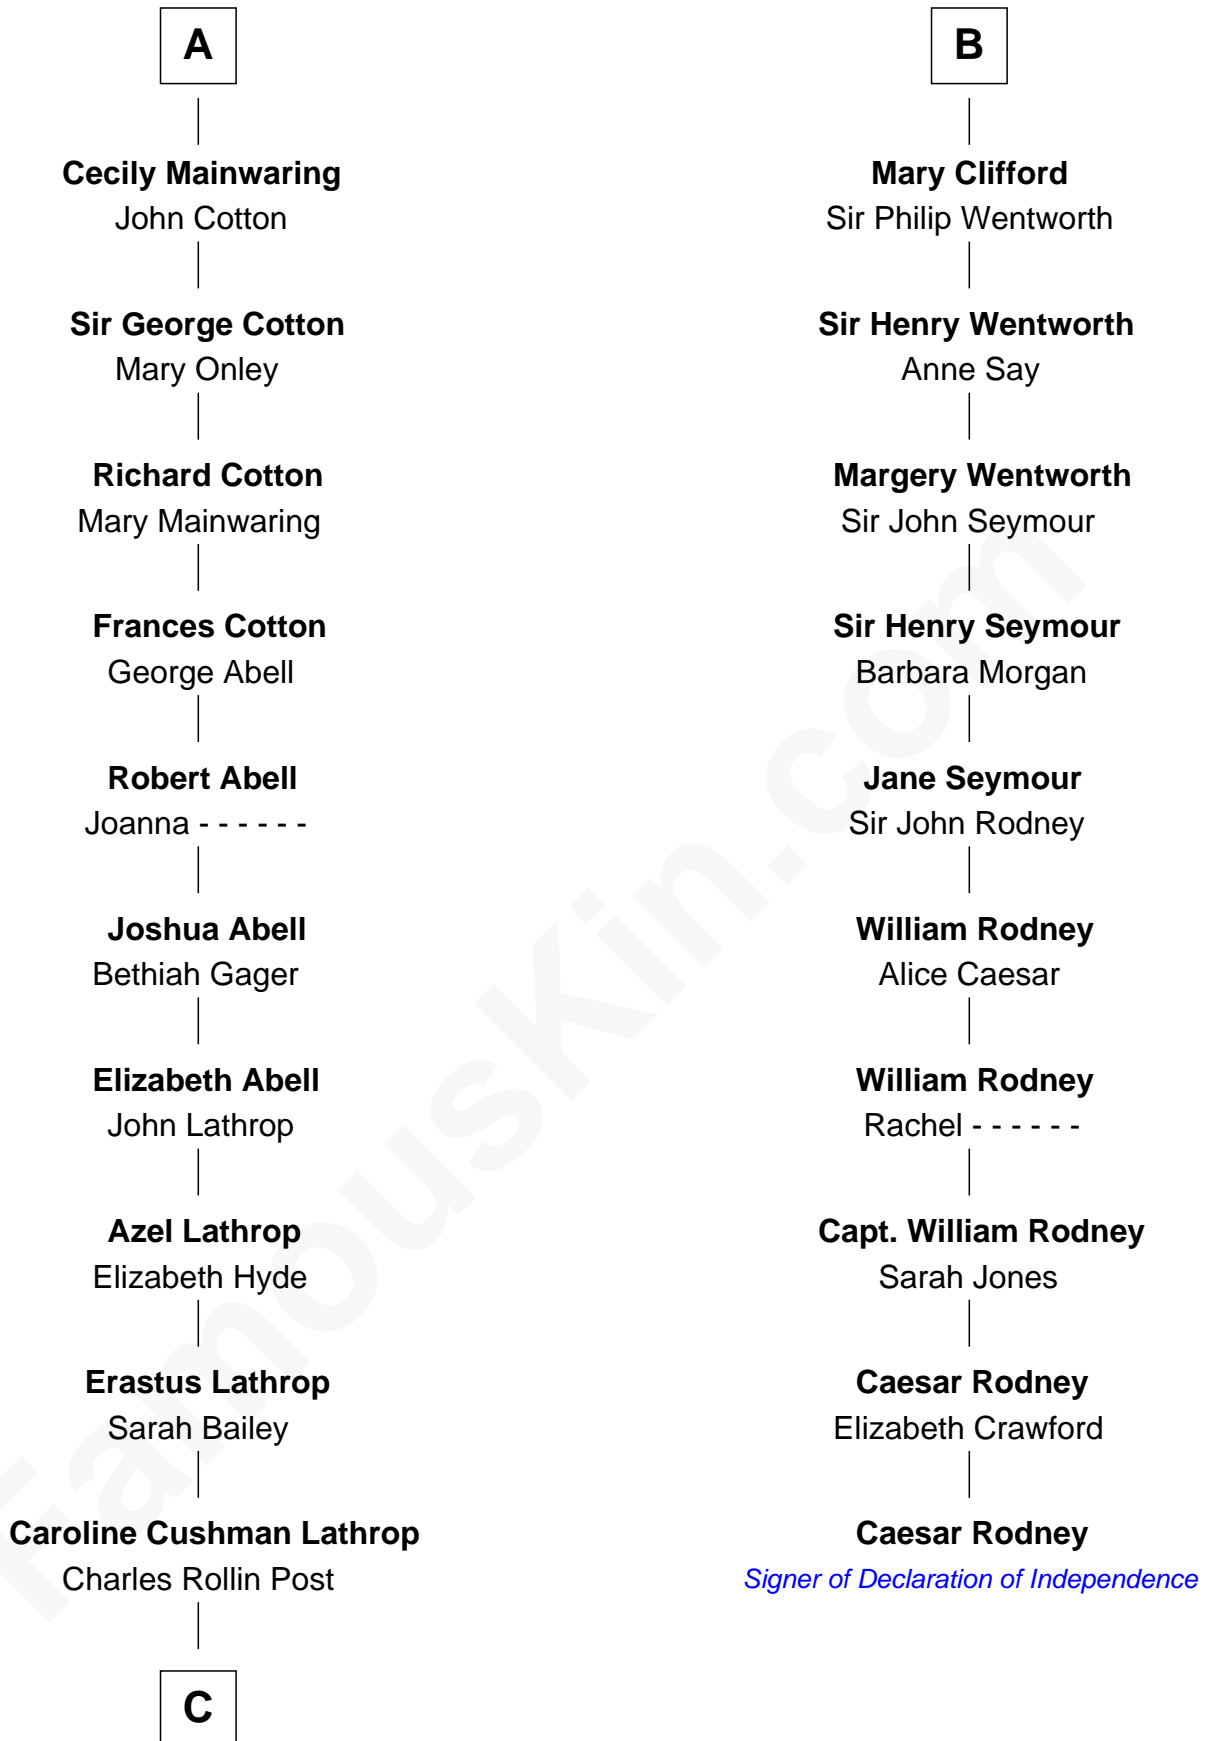 A
Cecily Mainwaring
John Cotton
Sir George Cotton
Mary Onley
Richard Cotton
Mary Mainwaring
Frances Cotton
George Abell
Robert Abell
Joanna - - - - - -
Joshua Abell
Bethiah Gager
Elizabeth Abell
John Lathrop
Azel Lathrop
Elizabeth Hyde
Erastus Lathrop
Sarah Bailey
Caroline Cushman Lathrop
Charles Rollin Post
C
B
Mary Clifford
Sir Philip Wentworth
Sir Henry Wentworth
Anne Say
Margery Wentworth
Sir John Seymour
Sir Henry Seymour
Barbara Morgan
Jane Seymour
Sir John Rodney
William Rodney
Alice Caesar
William Rodney
Rachel - - - - - -
Capt. William Rodney
Sarah Jones
Caesar Rodney
Elizabeth Crawford
Caesar Rodney
Signer of Declaration of Independence
FamousKin.com